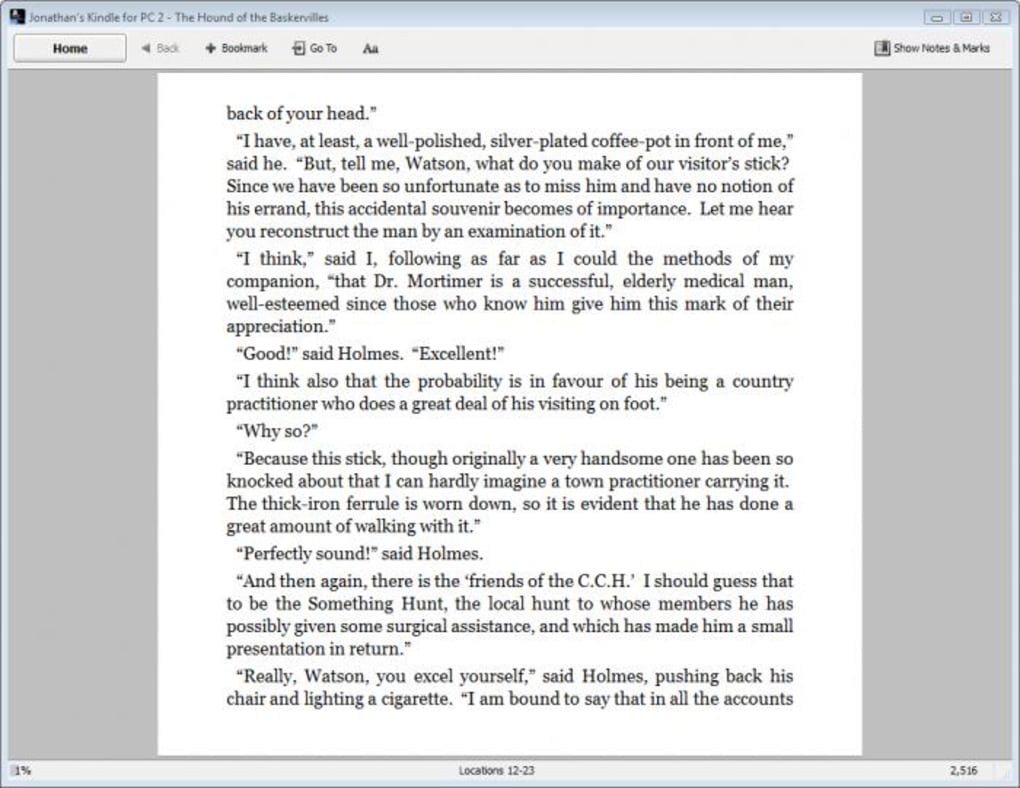 Jonathan's Kindle for PC 2 - The Hound of the Baskervilles
Home
Back
Bookmark
Go To
Aa
Show Notes & Marks
back of your head.”
“I have, at least, a well-polished, silver-plated coffee-pot in front of me,”
said he.  “But, tell me, Watson, what do you make of our visitor’s stick?
Since we have been so unfortunate as to miss him and have no notion of
his errand, this accidental souvenir becomes of importance.  Let me hear
you reconstruct the man by an examination of it.”
“I think,” said I, following as far as I could the methods of my
companion, “that Dr. Mortimer is a successful, elderly medical man,
well-esteemed since those who know him give him this mark of their
appreciation.”
“Good!” said Holmes.  “Excellent!”
“I think also that the probability is in favour of his being a country
practitioner who does a great deal of his visiting on foot.”
“Why so?”
“Because this stick, though originally a very handsome one has been so
knocked about that I can hardly imagine a town practitioner carrying it.
The thick-iron ferrule is worn down, so it is evident that he has done a
great amount of walking with it.”
“Perfectly sound!” said Holmes.
“And then again, there is the ‘friends of the C.C.H.’  I should guess that
to be the Something Hunt, the local hunt to whose members he has
possibly given some surgical assistance, and which has made him a small
presentation in return.”
“Really, Watson, you excel yourself,” said Holmes, pushing back his
chair and lighting a cigarette.  “I am bound to say that in all the accounts
1%
Locations 12-23
2,516